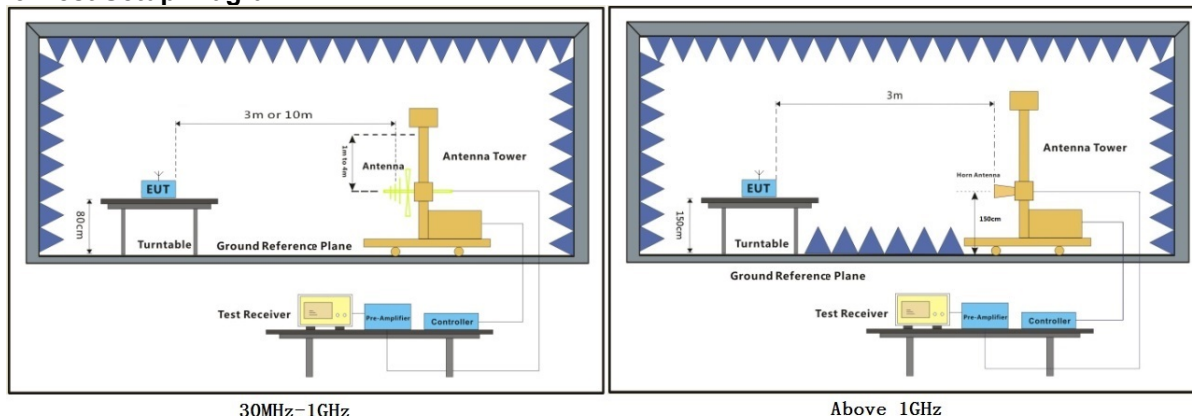 3m or 10m
1m to 4m
Antenna
Antenna Tower
EUT
80cm
Turntable
Ground Reference Plane
Test Receiver
Pre-Amplifier
Controller
30MHz-1GHz
3m
Antenna Tower
Horn Antenna
EUT
150cm
150cm
Turntable
Ground Reference Plane
Test Receiver
Pre-Amplifier
Controller
Above 1GHz